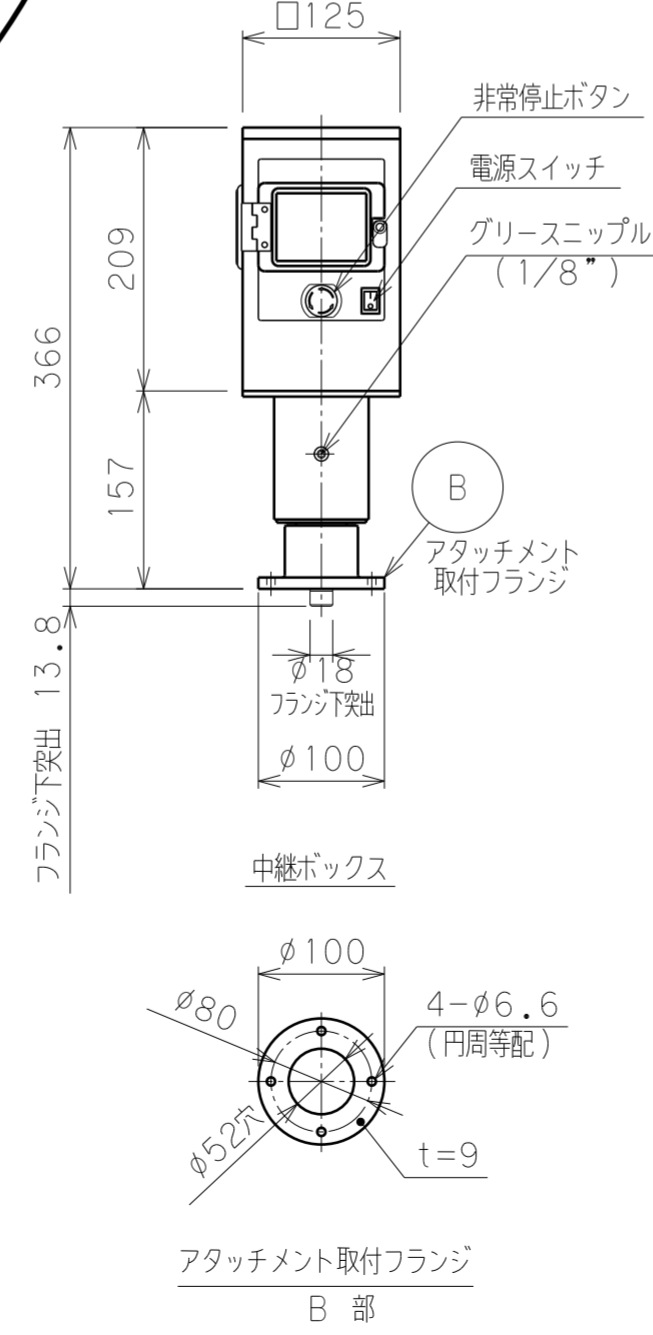 □125
非常停止ボタン
電源スイッチ
グリースニップル
(1/8”)
209
366
157
B
アタッチメント
取付フランジ
フランジ下突出 13.8
φ18
フランジ下突出
φ100
中継ボックス
φ100
φ80
4-φ6.6
(円周等配)
φ52穴
t=9
アタッチメント取付フランジ
B 部